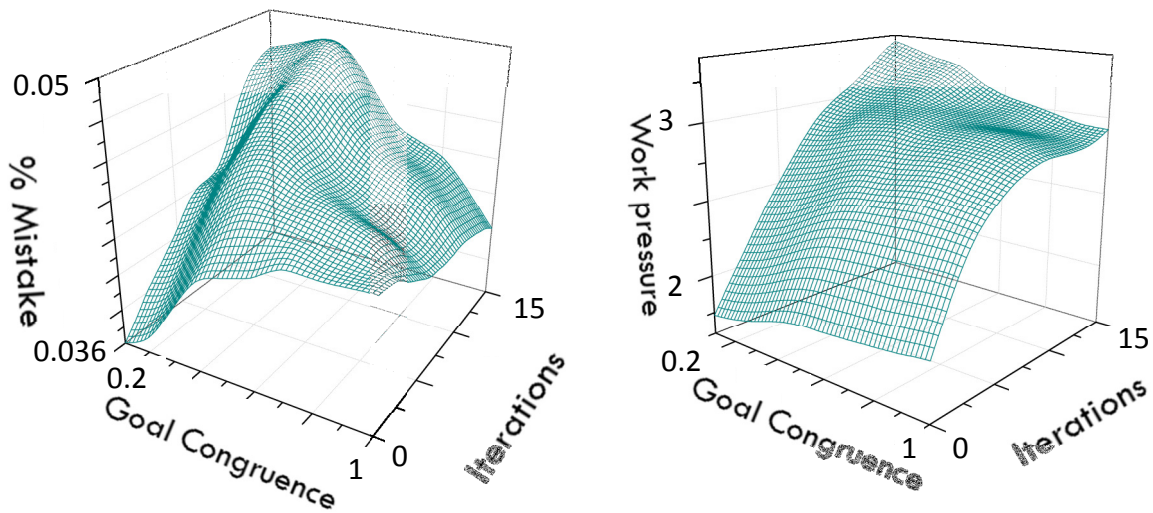 0.05
% Mistake
0.036
0.2
Goal Congruence
1
0
Iterations
15
3
Work pressure
2
0.2
Goal Congruence
1
0
Iterations
15